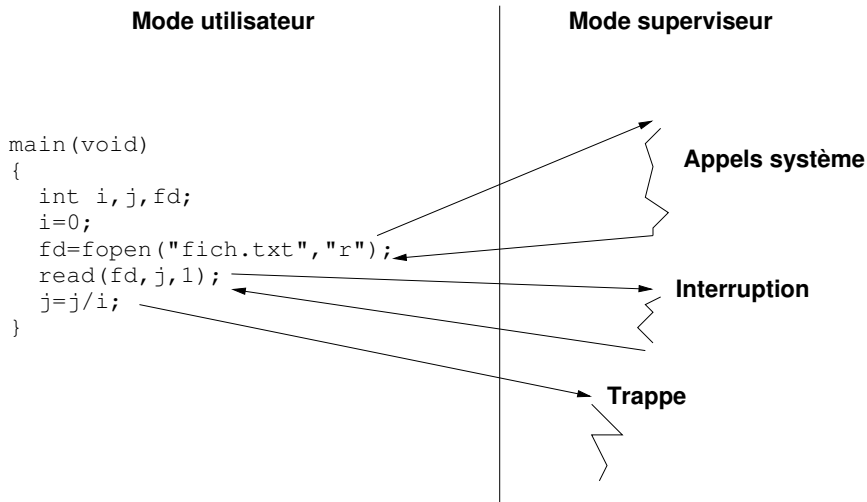 Mode utilisateur
Mode superviseur
main(void)
{
int i,j,fd;
i=0;
fd=fopen("fich.txt","r");
read(fd,j,1);
j=j/i;
}
Appels système
Interruption
Trappe